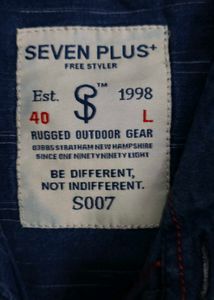 SEVEN PLUS+
FREE STYLER
Est. SP™ 1998
40 L
RUGGED OUTDOOR GEAR
03885 STRATHAM NEW HAMPSHIRE
SINCE ONE NINETYNINETY EIGHT
BE DIFFERENT,
NOT INDIFFERENT.
S007